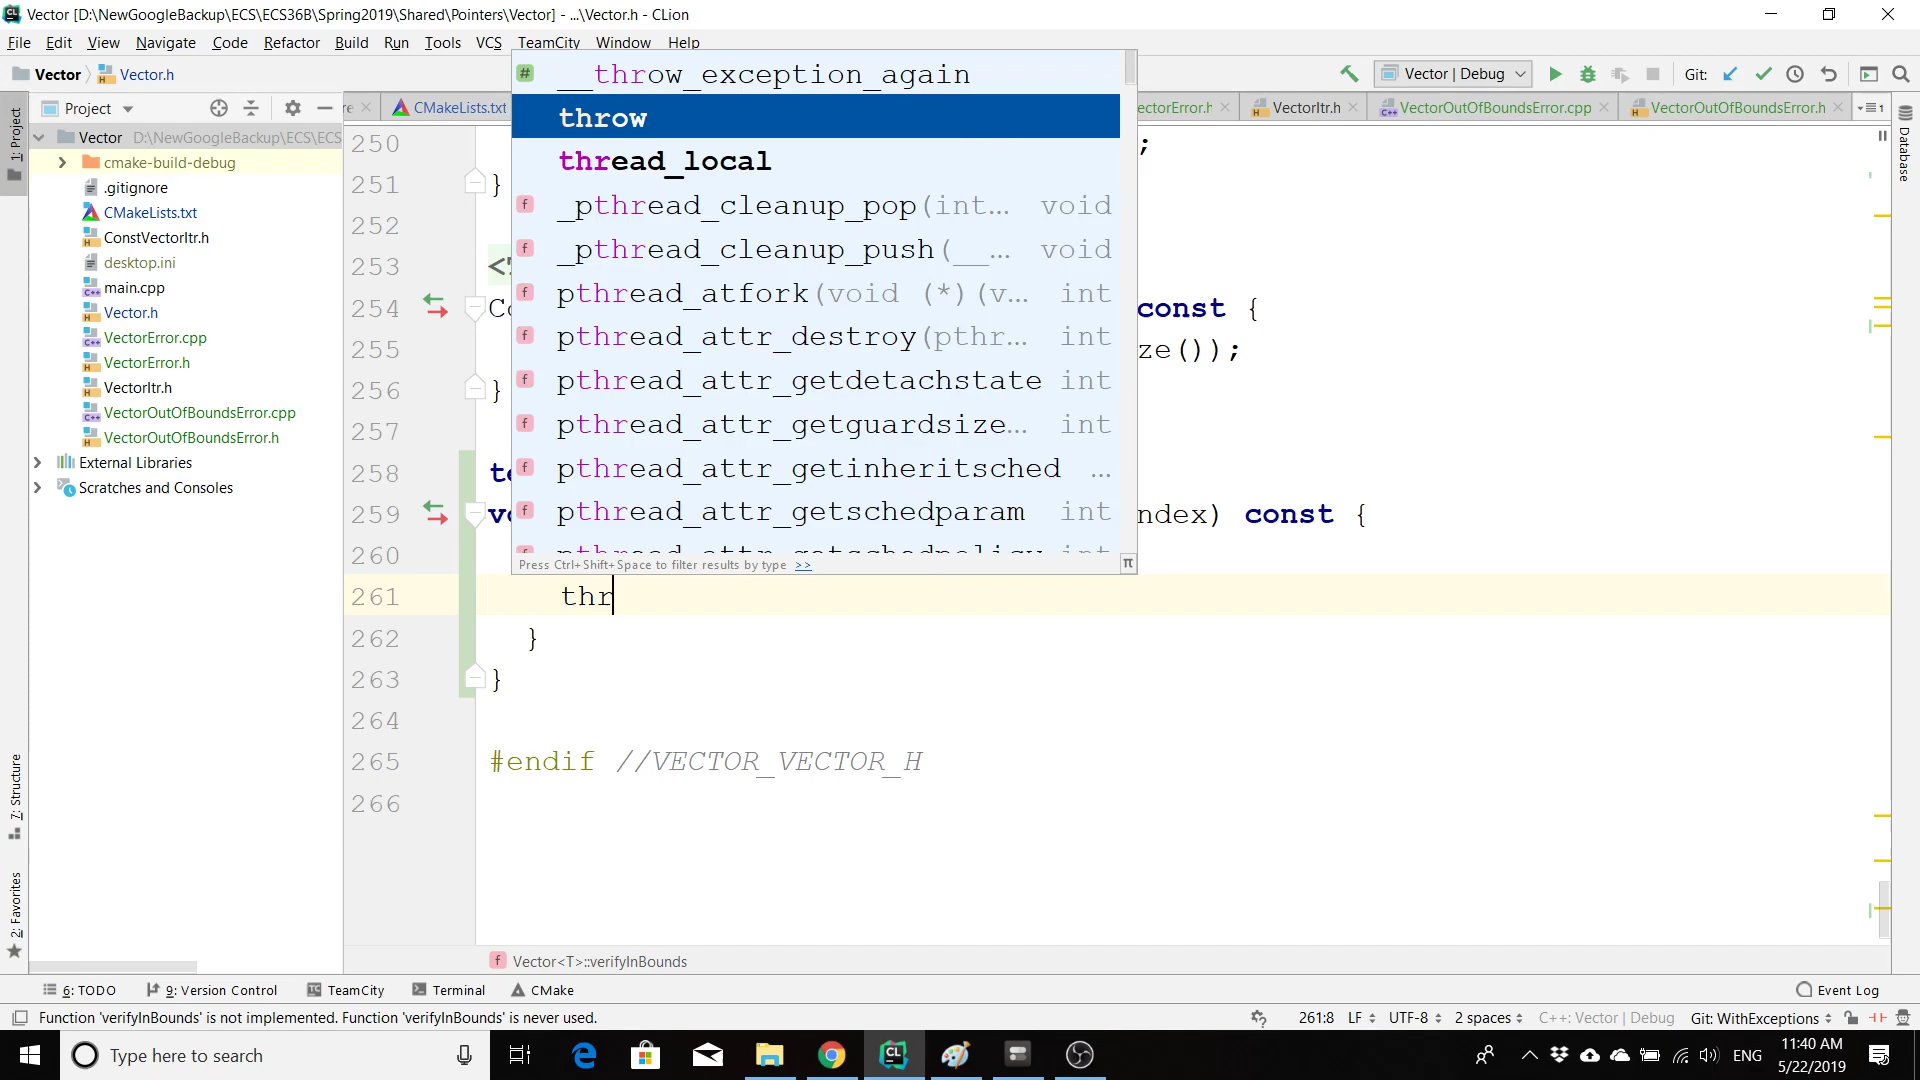 Vector [D:\NewGoogleBackup\ECS\ECS36B\Spring2019\Shared\Pointers\Vector] - ...\Vector.h - CLion
File Edit View Navigate Code Refactor Build Run Tools VCS TeamCity Window Help
Vector Vector.h
Vector | Debug Git:
Project
CMakeLists.txt ectorError.h VectorItr.h VectorOutOfBoundsError.cpp VectorOutOfBoundsError.h
1: Project
7: Structure
2: Favorites
Database
Vector D:\NewGoogleBackup\ECS\ECS
cmake-build-debug
.gitignore
CMakeLists.txt
ConstVectorItr.h
desktop.ini
main.cpp
Vector.h
VectorError.cpp
VectorError.h
VectorItr.h
VectorOutOfBoundsError.cpp
VectorOutOfBoundsError.h
External Libraries
Scratches and Consoles
__throw_exception_again
throw
thread_local
_pthread_cleanup_pop(int... void
_pthread_cleanup_push(__... void
pthread_atfork(void (*)(v... int
pthread_attr_destroy(pthr... int
pthread_attr_getdetachstate int
pthread_attr_getguardsize... int
pthread_attr_getinheritsched ...
pthread_attr_getschedparam int
Press Ctrl+Shift+Space to filter results by type >>
250 ;
251 }
252
253
254 const {
255 ze());
256 }
257
258
259 ndex) const {
260
261 thr
262 }
263 }
264
265 #endif //VECTOR_VECTOR_H
266
Vector<T>::verifyInBounds
6: TODO 9: Version Control TeamCity Terminal CMake Event Log
Function 'verifyInBounds' is not implemented. Function 'verifyInBounds' is never used. 261:8 LF UTF-8 2 spaces C++: Vector | Debug Git: WithExceptions
Type here to search
ENG
11:40 AM
5/22/2019